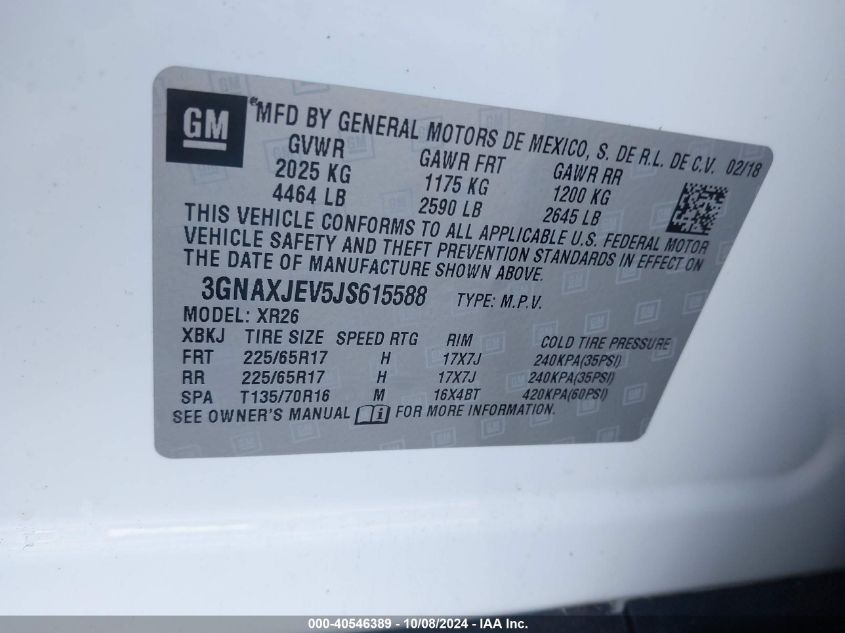 GM
MFD BY GENERAL MOTORS DE MEXICO, S. DE R.L. DE C.V. 02/18
GVWR GAWR FRT GAWR RR
2025 KG 1175 KG 1200 KG
4464 LB 2590 LB 2645 LB
THIS VEHICLE CONFORMS TO ALL APPLICABLE U.S. FEDERAL MOTOR
VEHICLE SAFETY AND THEFT PREVENTION STANDARDS IN EFFECT ON
THE DATE OF MANUFACTURE SHOWN ABOVE.
3GNAXJEV5JS615588 TYPE: M.P.V.
MODEL: XR26
XBKJ TIRE SIZE SPEED RTG RIM COLD TIRE PRESSURE
FRT 225/65R17 H 17X7J 240KPA(35PSI)
RR 225/65R17 H 17X7J 240KPA(35PSI)
SPA T135/70R16 M 16X4BT 420KPA(60PSI)
SEE OWNER'S MANUAL FOR MORE INFORMATION.
000-40546389 - 10/08/2024 - IAA Inc.